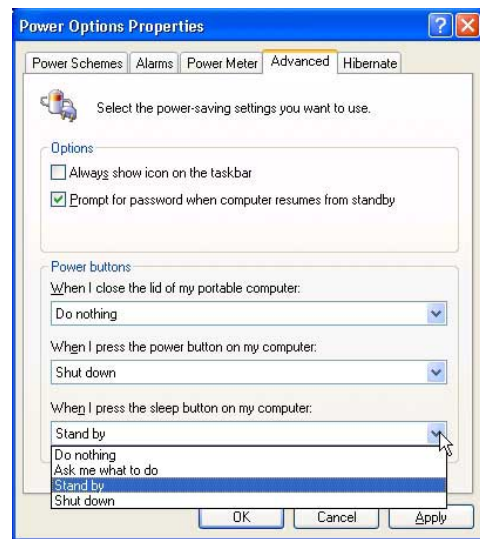 Power Options Properties
Power Schemes Alarms Power Meter Advanced Hibernate
Select the power-saving settings you want to use.
Options
Always show icon on the taskbar
Prompt for password when computer resumes from standby
Power buttons
When I close the lid of my portable computer:
Do nothing
When I press the power button on my computer:
Shut down
When I press the sleep button on my computer:
Stand by
Do nothing
Ask me what to do
Stand by
Shut down
OK Cancel Apply